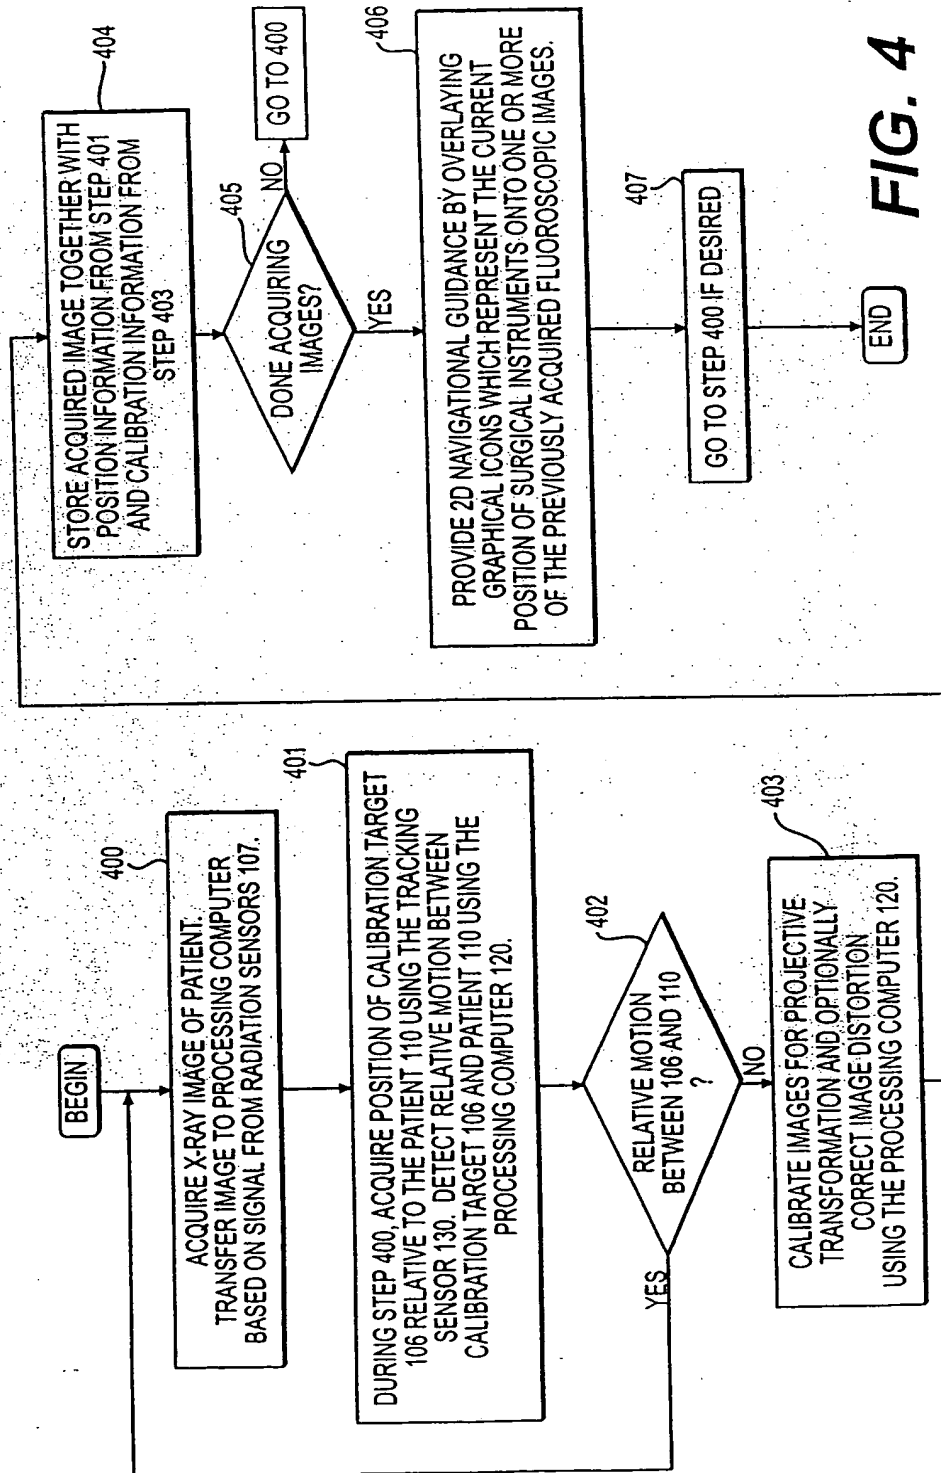 BEGIN
400
ACQUIRE X-RAY IMAGE OF PATIENT.
TRANSFER IMAGE TO PROCESSING COMPUTER
BASED ON SIGNAL FROM RADIATION SENSORS 107.
401
DURING STEP 400, ACQUIRE POSITION OF CALIBRATION TARGET
106 RELATIVE TO THE PATIENT 110 USING THE TRACKING
SENSOR 130. DETECT RELATIVE MOTION BETWEEN
CALIBRATION TARGET 106 AND PATIENT 110 USING THE
PROCESSING COMPUTER 120.
402
RELATIVE MOTION
BETWEEN 106 AND 110
?
YES
NO
403
CALIBRATE IMAGES FOR PROJECTIVE
TRANSFORMATION AND OPTIONALLY
CORRECT IMAGE DISTORTION
USING THE PROCESSING COMPUTER 120.
404
STORE ACQUIRED IMAGE TOGETHER WITH
POSITION INFORMATION FROM STEP 401
AND CALIBRATION INFORMATION FROM
STEP 403
405
DONE ACQUIRING
IMAGES?
NO
GO TO 400
YES
406
PROVIDE 2D NAVIGATIONAL GUIDANCE BY OVERLAYING
GRAPHICAL ICONS WHICH REPRESENT THE CURRENT
POSITION OF SURGICAL INSTRUMENTS ONTO ONE OR MORE
OF THE PREVIOUSLY ACQUIRED FLUOROSCOPIC IMAGES.
407
GO TO STEP 400 IF DESIRED
END
FIG. 4